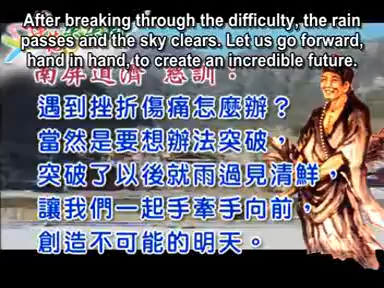 After breaking through the difficulty, the rain
passes and the sky clears. Let us go forward,
hand in hand, to create an incredible future.
南屏道濟 慈訓：
遇到挫折傷痛怎麼辦？
當然是要想辦法突破，
突破了以後就雨過見清鮮，
讓我們一起手牽手向前，
創造不可能的明天。